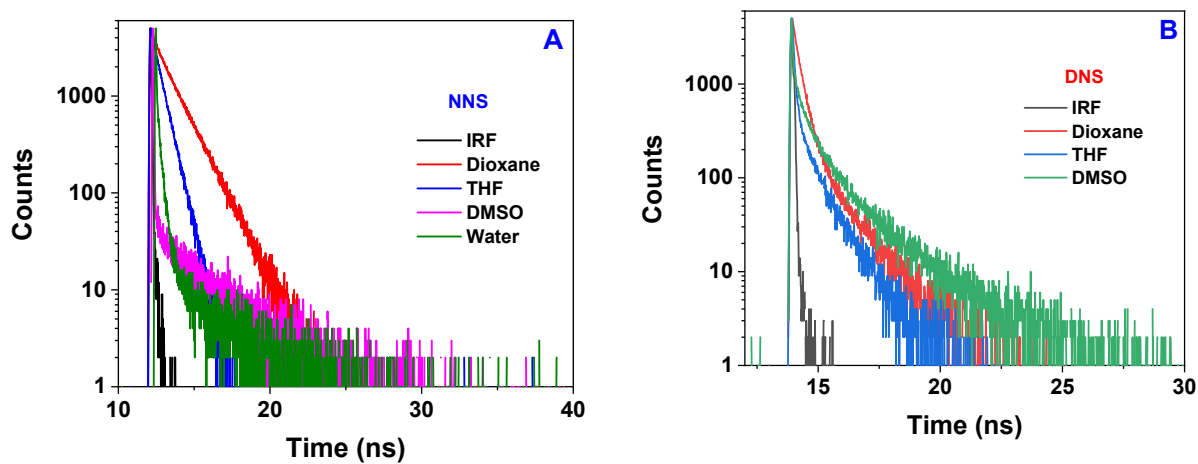 A
NNS
IRF
Dioxane
THF
DMSO
Water
Counts
1000
100
10
1
10
20
30
40
Time (ns)
B
DNS
IRF
Dioxane
THF
DMSO
Counts
1000
100
10
1
15
20
25
30
Time (ns)